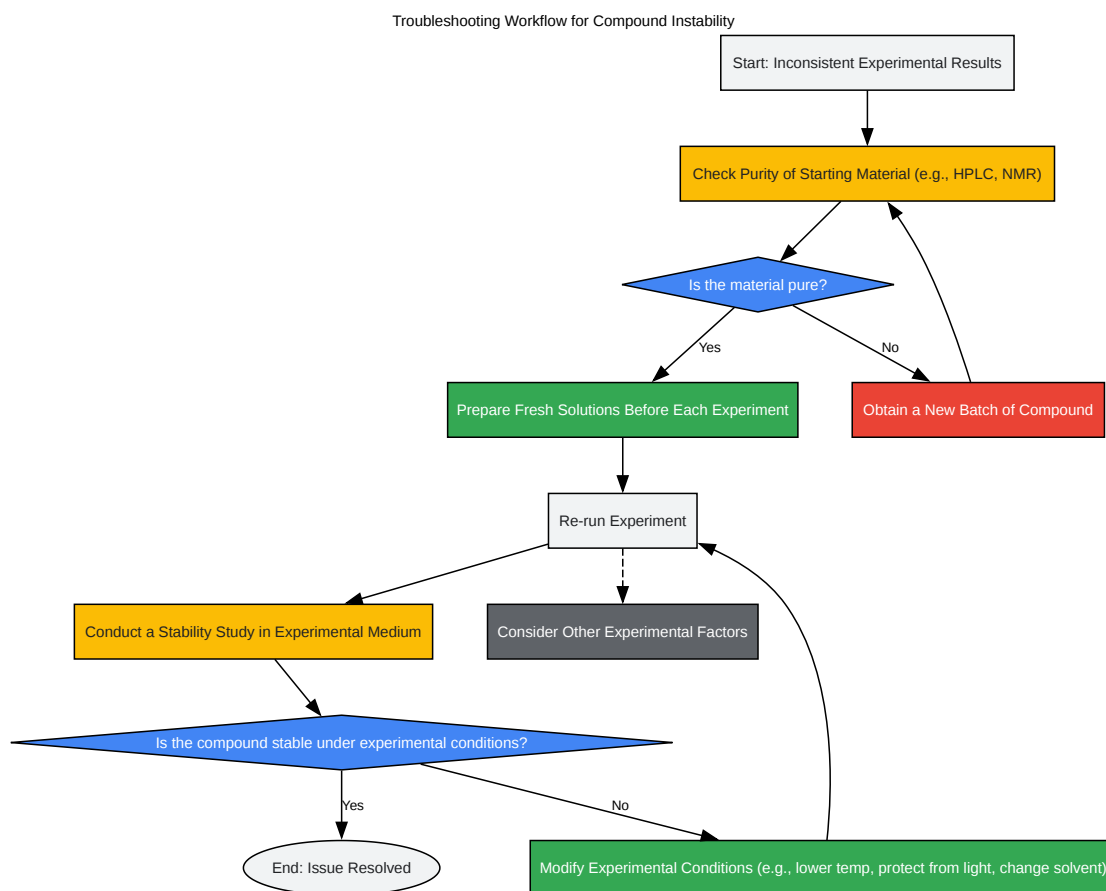 Troubleshooting Workflow for Compound Instability
Start: Inconsistent Experimental Results
Check Purity of Starting Material (e.g., HPLC, NMR)
Is the material pure?
Yes
No
Prepare Fresh Solutions Before Each Experiment
Obtain a New Batch of Compound
Re-run Experiment
Conduct a Stability Study in Experimental Medium
Consider Other Experimental Factors
Is the compound stable under experimental conditions?
Yes
No
End: Issue Resolved
Modify Experimental Conditions (e.g., lower temp, protect from light, change solvent)